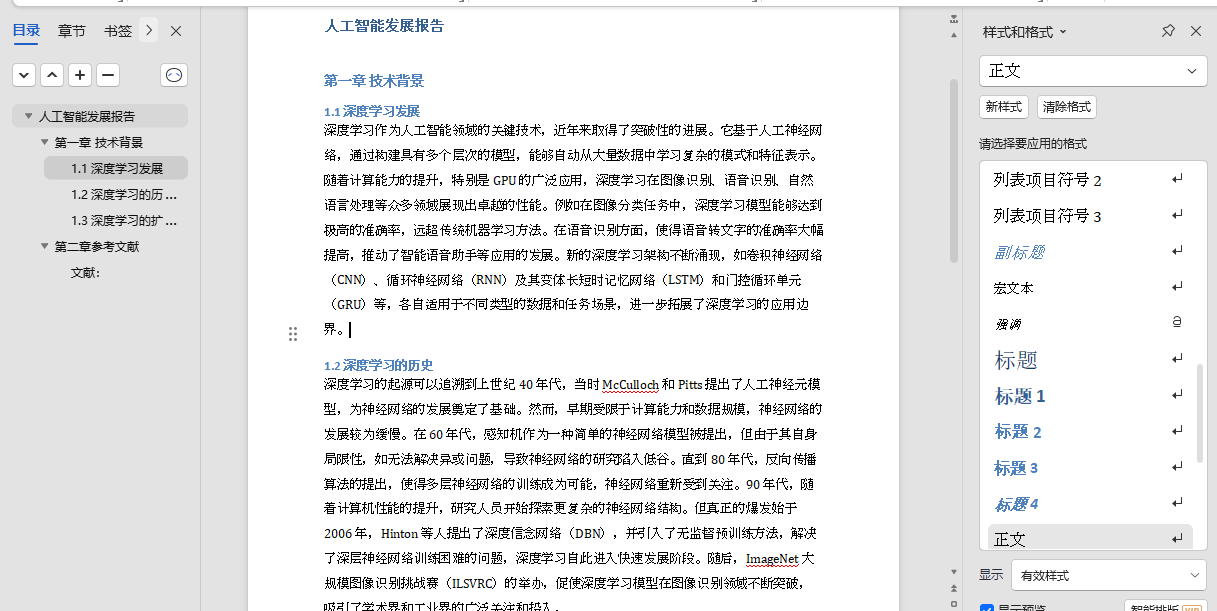 目录 章节 书签
人工智能发展报告
第一章 技术背景
1.1 深度学习发展
1.2 深度学习的历 ...
1.3 深度学习的扩 ...
第二章参考文献
文献:
人工智能发展报告
第一章 技术背景
1.1 深度学习发展
深度学习作为人工智能领域的关键技术，近年来取得了突破性的进展。它基于人工神经网
络，通过构建具有多个层次的模型，能够自动从大量数据中学习复杂的模式和特征表示。
随着计算能力的提升，特别是 GPU 的广泛应用，深度学习在图像识别、语音识别、自然
语言处理等众多领域展现出卓越的性能。例如在图像分类任务中，深度学习模型能够达到
极高的准确率，远超传统机器学习方法。在语音识别方面，使得语音转文字的准确率大幅
提高，推动了智能语音助手等应用的发展。新的深度学习架构不断涌现，如卷积神经网络
（CNN）、循环神经网络（RNN）及其变体长短时记忆网络（LSTM）和门控循环单元
（GRU）等，各自适用于不同类型的数据和任务场景，进一步拓展了深度学习的应用边
界。
1.2 深度学习的历史
深度学习的起源可以追溯到上世纪 40 年代，当时 McCulloch 和 Pitts 提出了人工神经元模
型，为神经网络的发展奠定了基础。然而，早期受限于计算能力和数据规模，神经网络的
发展较为缓慢。在 60 年代，感知机作为一种简单的神经网络模型被提出，但由于其自身
局限性，如无法解决异或问题，导致神经网络的研究陷入低谷。直到 80 年代，反向传播
算法的提出，使得多层神经网络的训练成为可能，神经网络重新受到关注。90 年代，随
着计算机性能的提升，研究人员开始探索更复杂的神经网络结构。但真正的爆发始于
2006 年，Hinton 等人提出了深度信念网络（DBN），并引入了无监督预训练方法，解决
了深层神经网络训练困难的问题，深度学习自此进入快速发展阶段。随后，ImageNet 大
规模图像识别挑战赛（ILSVRC）的举办，促使深度学习模型在图像识别领域不断突破，
吸引了学术界和工业界的广泛关注和投入。
样式和格式
正文
新样式 清除格式
请选择要应用的格式
列表项目符号 2
列表项目符号 3
副标题
宏文本
强调 a
标题
标题 1
标题 2
标题 3
标题 4
正文
显示 有效样式
显示预览 智能排版 VIP